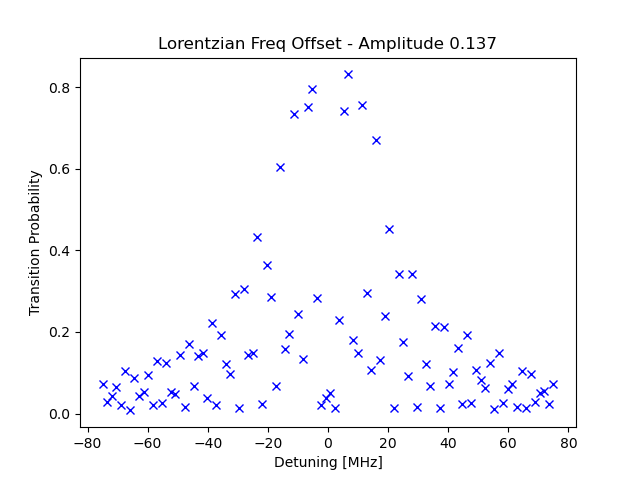 Lorentzian Freq Offset - Amplitude 0.137
Transition Probability
0.8
0.6
0.4
0.2
0.0
−80 −60 −40 −20 0 20 40 60 80
Detuning [MHz]